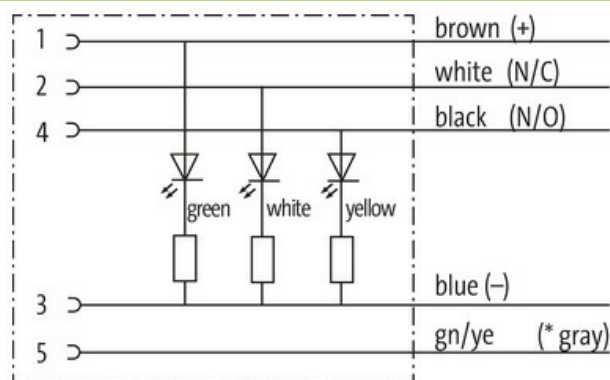 1 brown (+)
2 white (N/C)
4 black (N/O)
green white yellow
3 blue (–)
5 gn/ye (* gray)